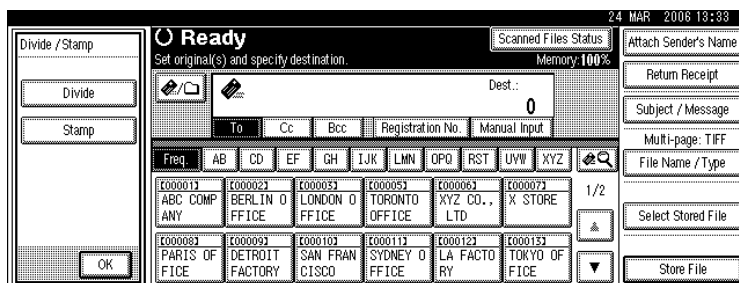 24 MAR 2006 13:33
Divide / Stamp
Divide
Stamp
OK
Ready
Scanned Files Status
Set original(s) and specify destination.
Memory:100%
Dest.:
0
To
Cc
Bcc
Registration No.
Manual Input
Freq.
AB
CD
EF
GH
IJK
LMN
OPQ
RST
UVW
XYZ
[00001]
ABC COMP
ANY
[00002]
BERLIN O
FFICE
[00003]
LONDON O
FFICE
[00005]
TORONTO
OFFICE
[00006]
XYZ CO.,
LTD
[00007]
X STORE
1/2
[00008]
PARIS OF
FICE
[00009]
DETROIT
FACTORY
[00010]
SAN FRAN
CISCO
[00011]
SYDNEY O
FFICE
[00012]
LA FACTO
RY
[00013]
TOKYO OF
FICE
Attach Sender's Name
Return Receipt
Subject / Message
Multi-page: TIFF
File Name / Type
Select Stored File
Store File